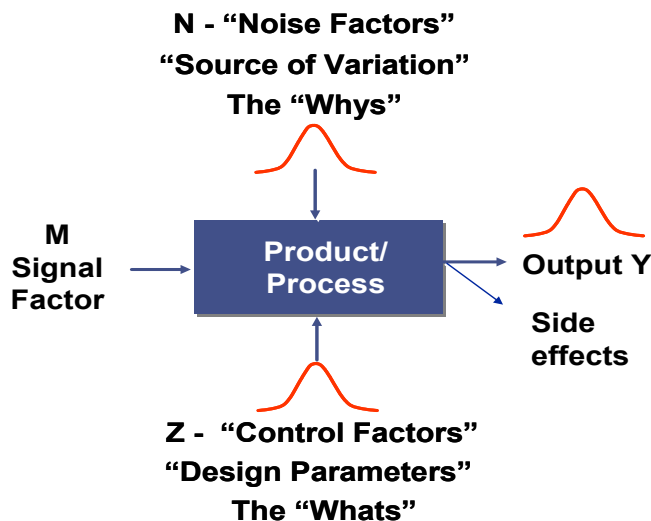 N - “Noise Factors”
“Source of Variation”
The “Whys”
M
Signal
Factor
Product/
Process
Output Y
Side
effects
Z -  “Control Factors”
“Design Parameters”
The “Whats”